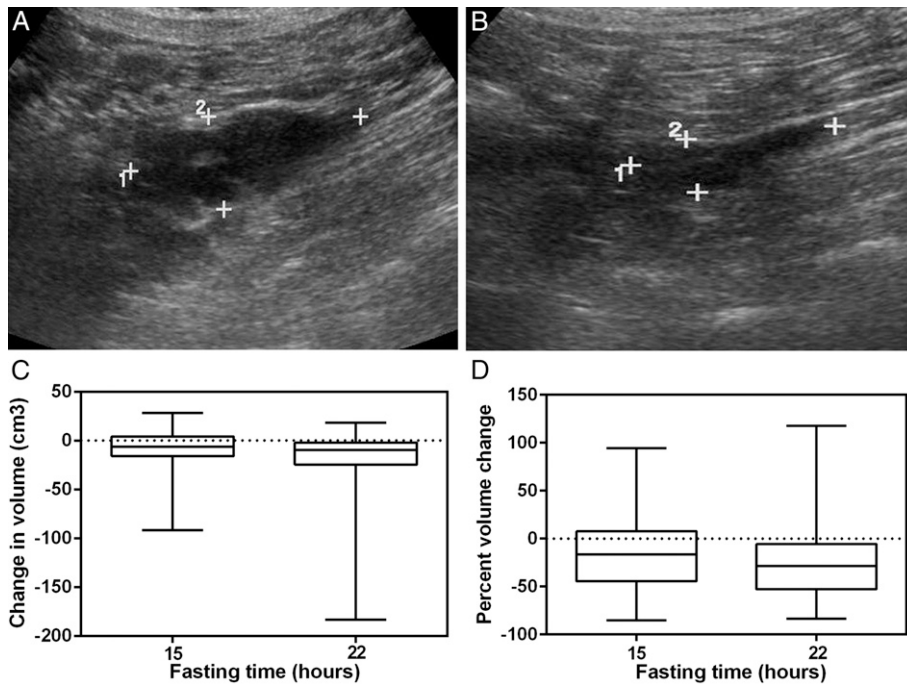 A
2
1
B
2
1
C
50
0
-50
-100
-150
-200
Change in volume (cm3)
15
22
Fasting time (hours)
D
150
100
50
0
-50
-100
Percent volume change
15
22
Fasting time (hours)